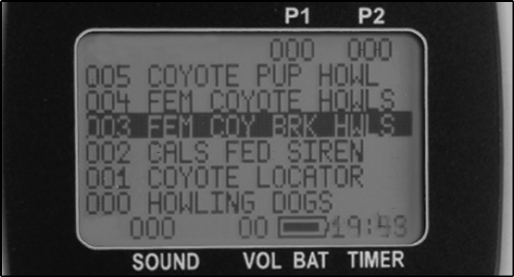 P1 P2
000 000
005 COYOTE PUP HOWL
004 FEM COYOTE HOWLS
003 FEM COY BRK HWLS
002 CALS FED SIREN
001 COYOTE LOCATOR
000 HOWLING DOGS
000 00 19:53
SOUND VOL BAT TIMER